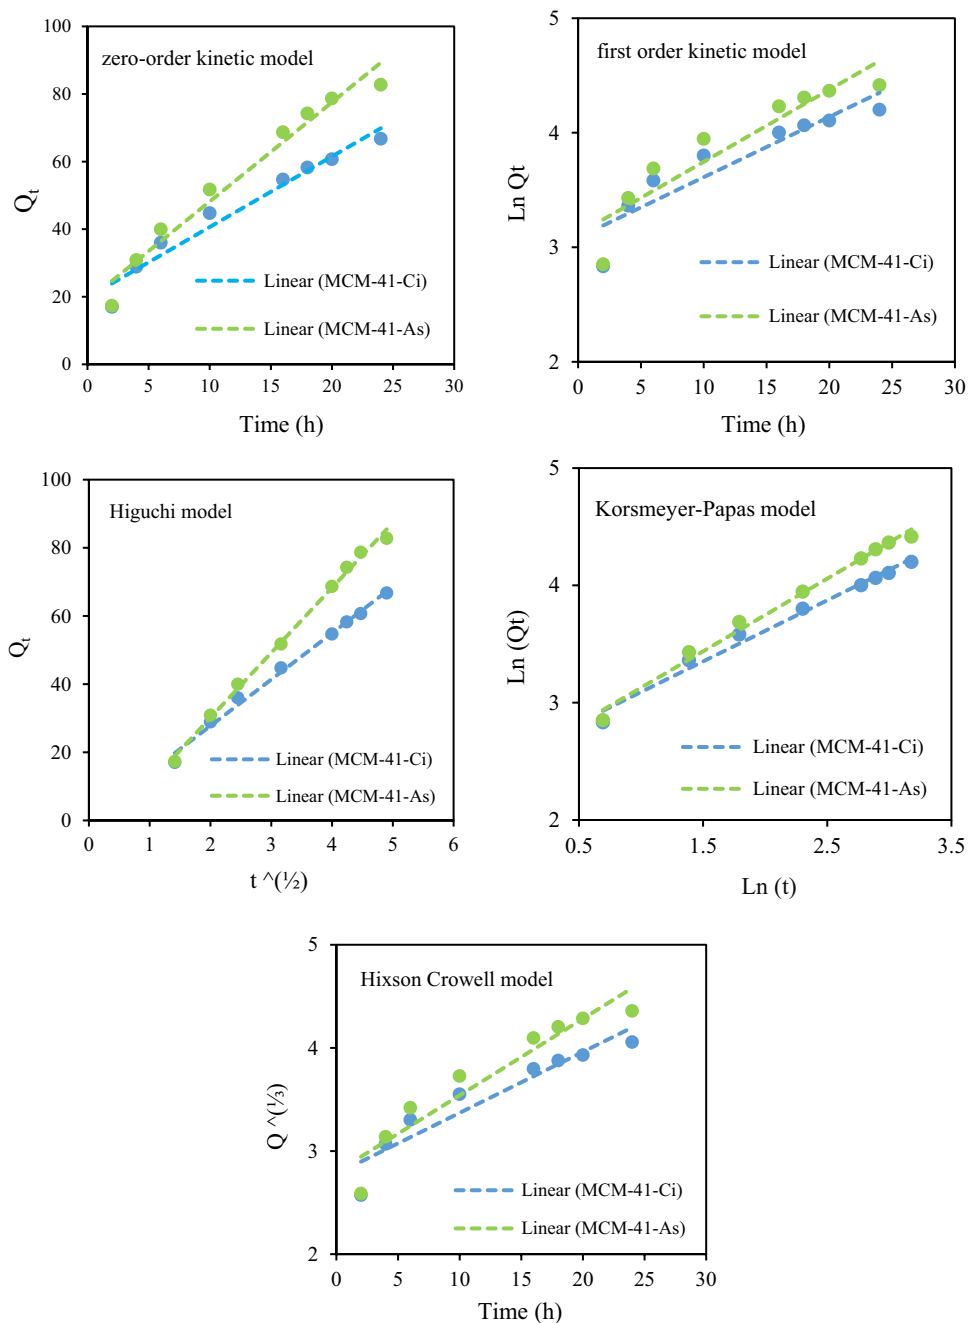 zero-order kinetic model
100
80
60
40
20
0
0 5 10 15 20 25 30
Qt
Time (h)
Linear (MCM-41-Ci)
Linear (MCM-41-As)
first order kinetic model
5
4
3
2
0 5 10 15 20 25 30
Ln Qt
Time (h)
Linear (MCM-41-Ci)
Linear (MCM-41-As)
Higuchi model
100
80
60
40
20
0
0 1 2 3 4 5 6
Qt
t ^(½)
Linear (MCM-41-Ci)
Linear (MCM-41-As)
Korsmeyer-Papas model
5
4
3
2
0.5 1.5 2.5 3.5
Ln (Qt)
Ln (t)
Linear (MCM-41-Ci)
Linear (MCM-41-As)
Hixson Crowell model
5
4
3
2
0 5 10 15 20 25 30
Q ^(⅓)
Time (h)
Linear (MCM-41-Ci)
Linear (MCM-41-As)